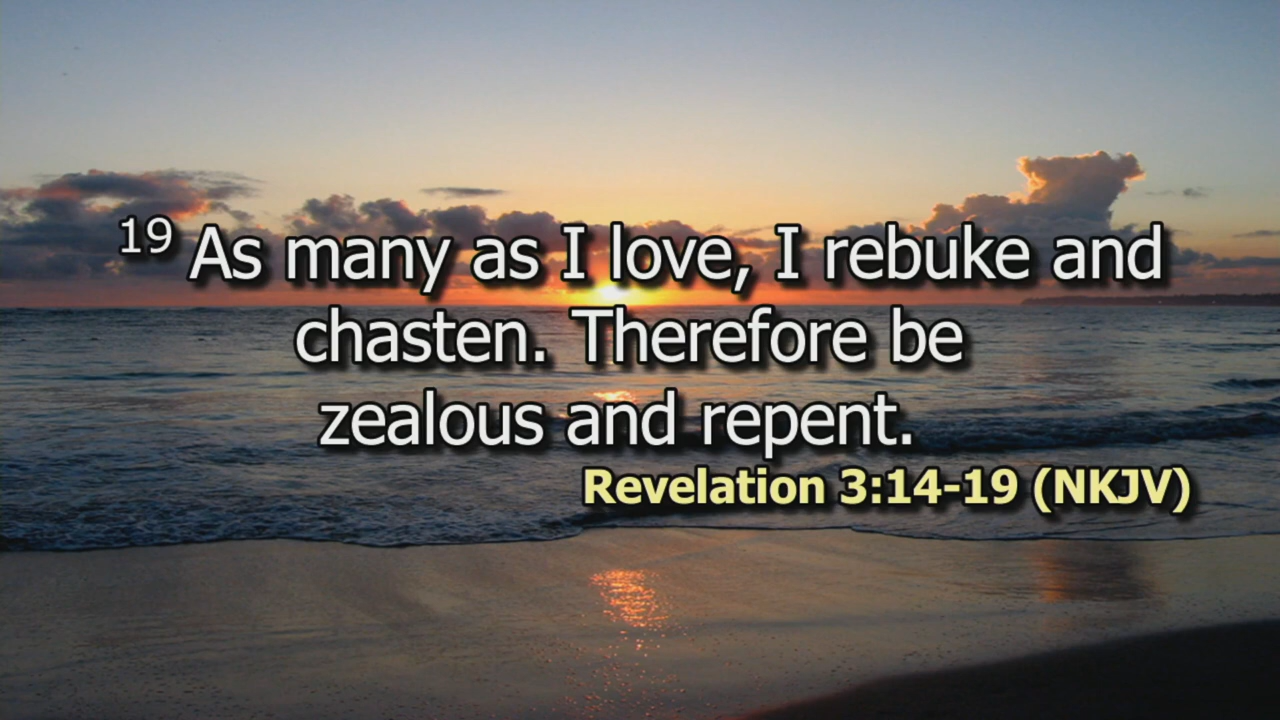 19 As many as I love, I rebuke and
chasten. Therefore be
zealous and repent.
Revelation 3:14-19 (NKJV)